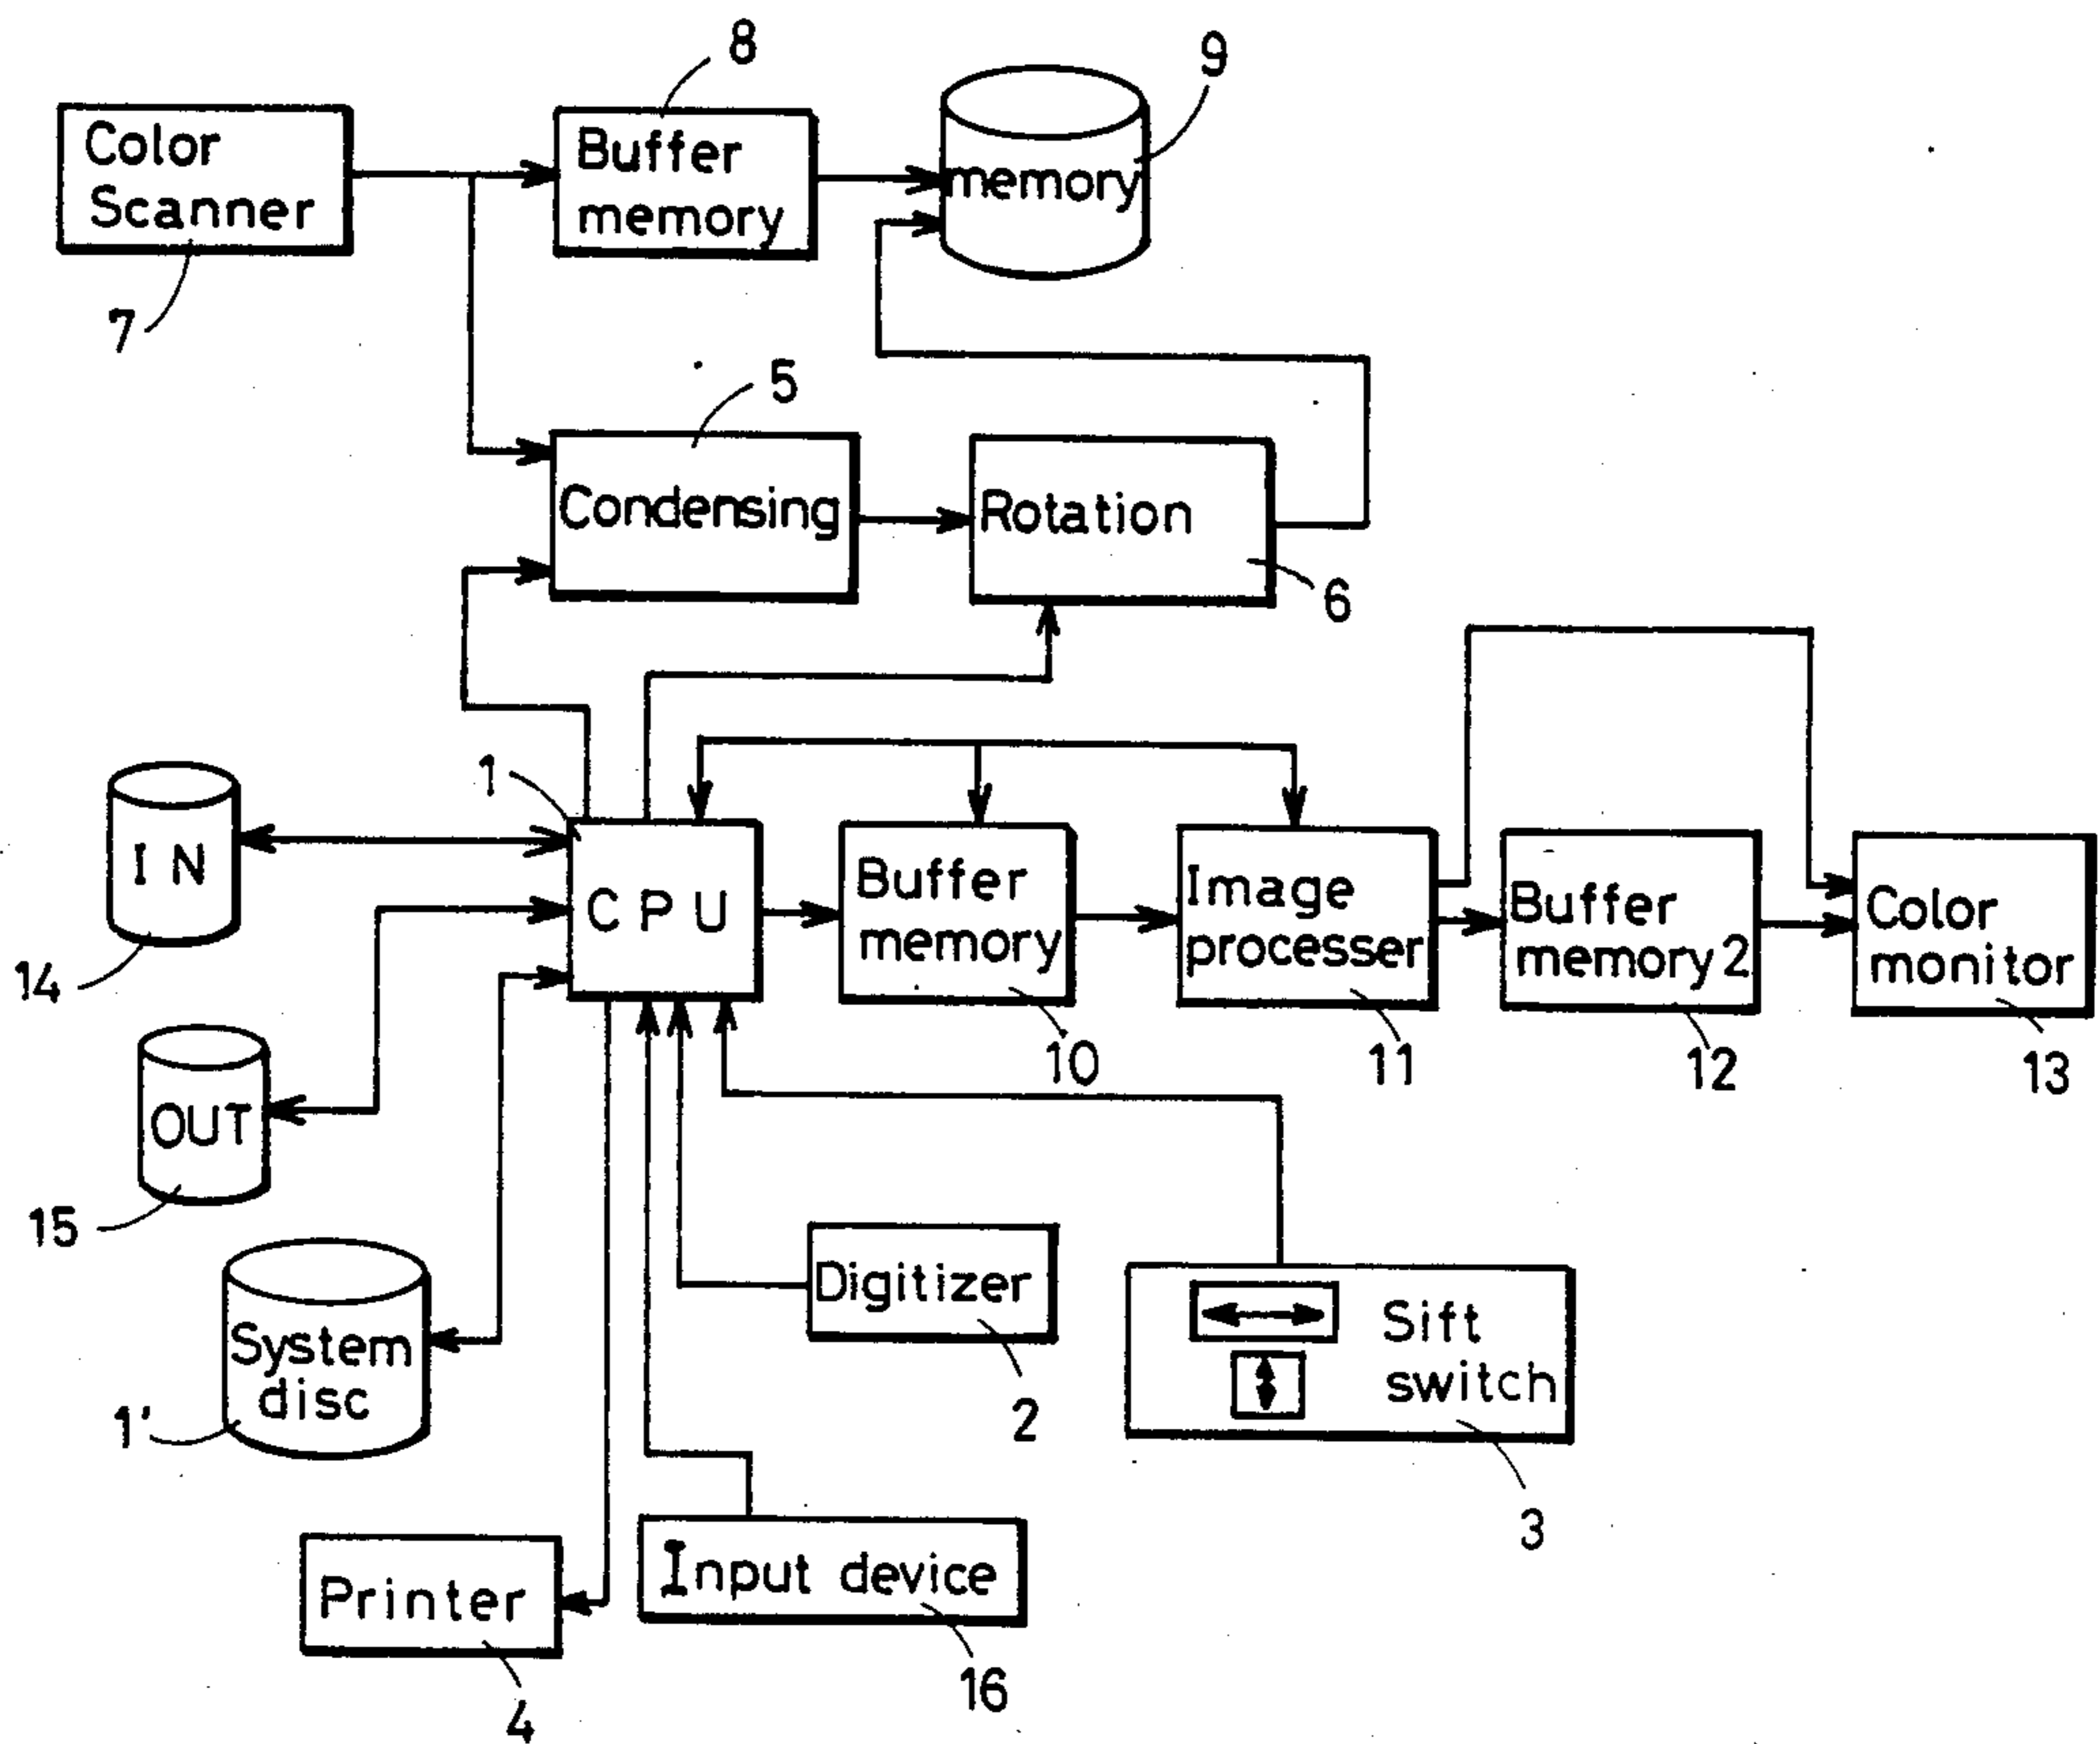 8
9
Color
Scanner
Buffer
memory
memory
7
5
Condensing
Rotation
6
1
IN
CPU
Buffer
memory
Image
processer
Buffer
memory 2
Color
monitor
14
10
11
12
13
OUT
15
System
disc
1'
Digitizer
2
Sift
switch
3
Printer
4
Input device
16